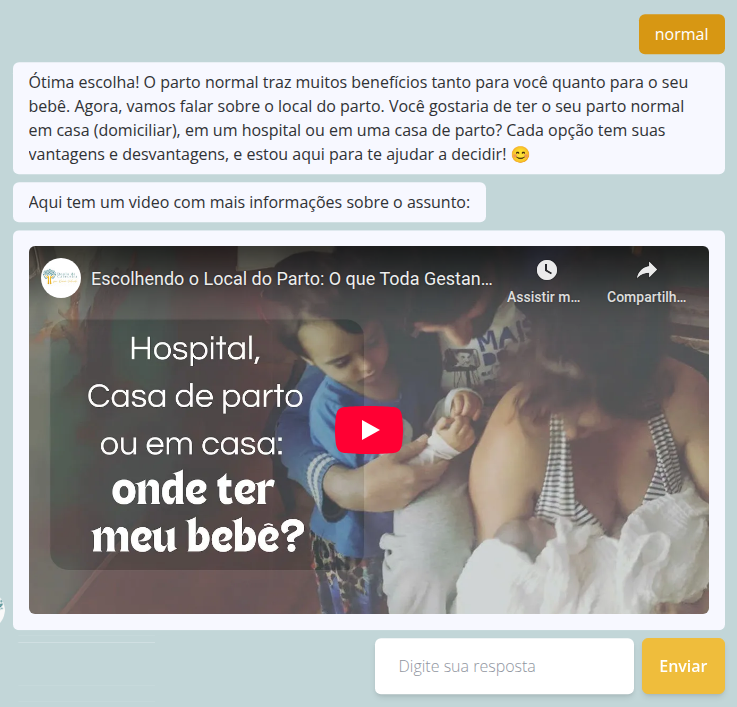 normal
Ótima escolha! O parto normal traz muitos benefícios tanto para você quanto para o seu
bebê. Agora, vamos falar sobre o local do parto. Você gostaria de ter o seu parto normal
em casa (domiciliar), em um hospital ou em uma casa de parto? Cada opção tem suas
vantagens e desvantagens, e estou aqui para te ajudar a decidir! 😊
Aqui tem um video com mais informações sobre o assunto:
Escolhendo o Local do Parto: O que Toda Gestan...
Assistir m...
Compartilh...
Hospital,
Casa de parto
ou em casa:
onde ter
meu bebê?
Digite sua resposta
Enviar